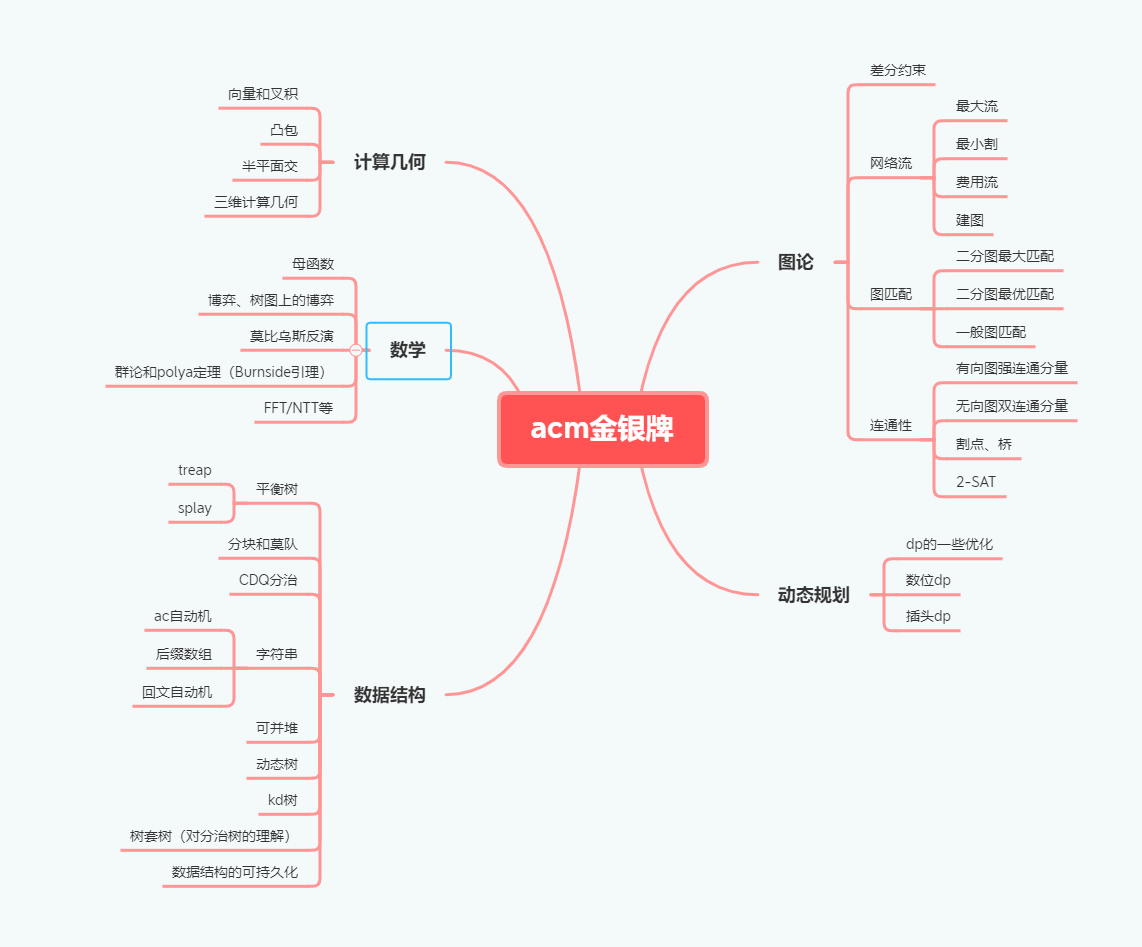 acm金银牌
图论
差分约束
网络流
最大流
最小割
费用流
建图
图匹配
二分图最大匹配
二分图最优匹配
一般图匹配
连通性
有向图强连通分量
无向图双连通分量
割点、桥
2-SAT
动态规划
dp的一些优化
数位dp
插头dp
计算几何
向量和叉积
凸包
半平面交
三维计算几何
数学
母函数
博弈、树图上的博弈
莫比乌斯反演
群论和polya定理（Burnside引理）
FFT/NTT等
数据结构
平衡树
treap
splay
分块和莫队
CDQ分治
字符串
ac自动机
后缀数组
回文自动机
可并堆
动态树
kd树
树套树（对分治树的理解）
数据结构的可持久化